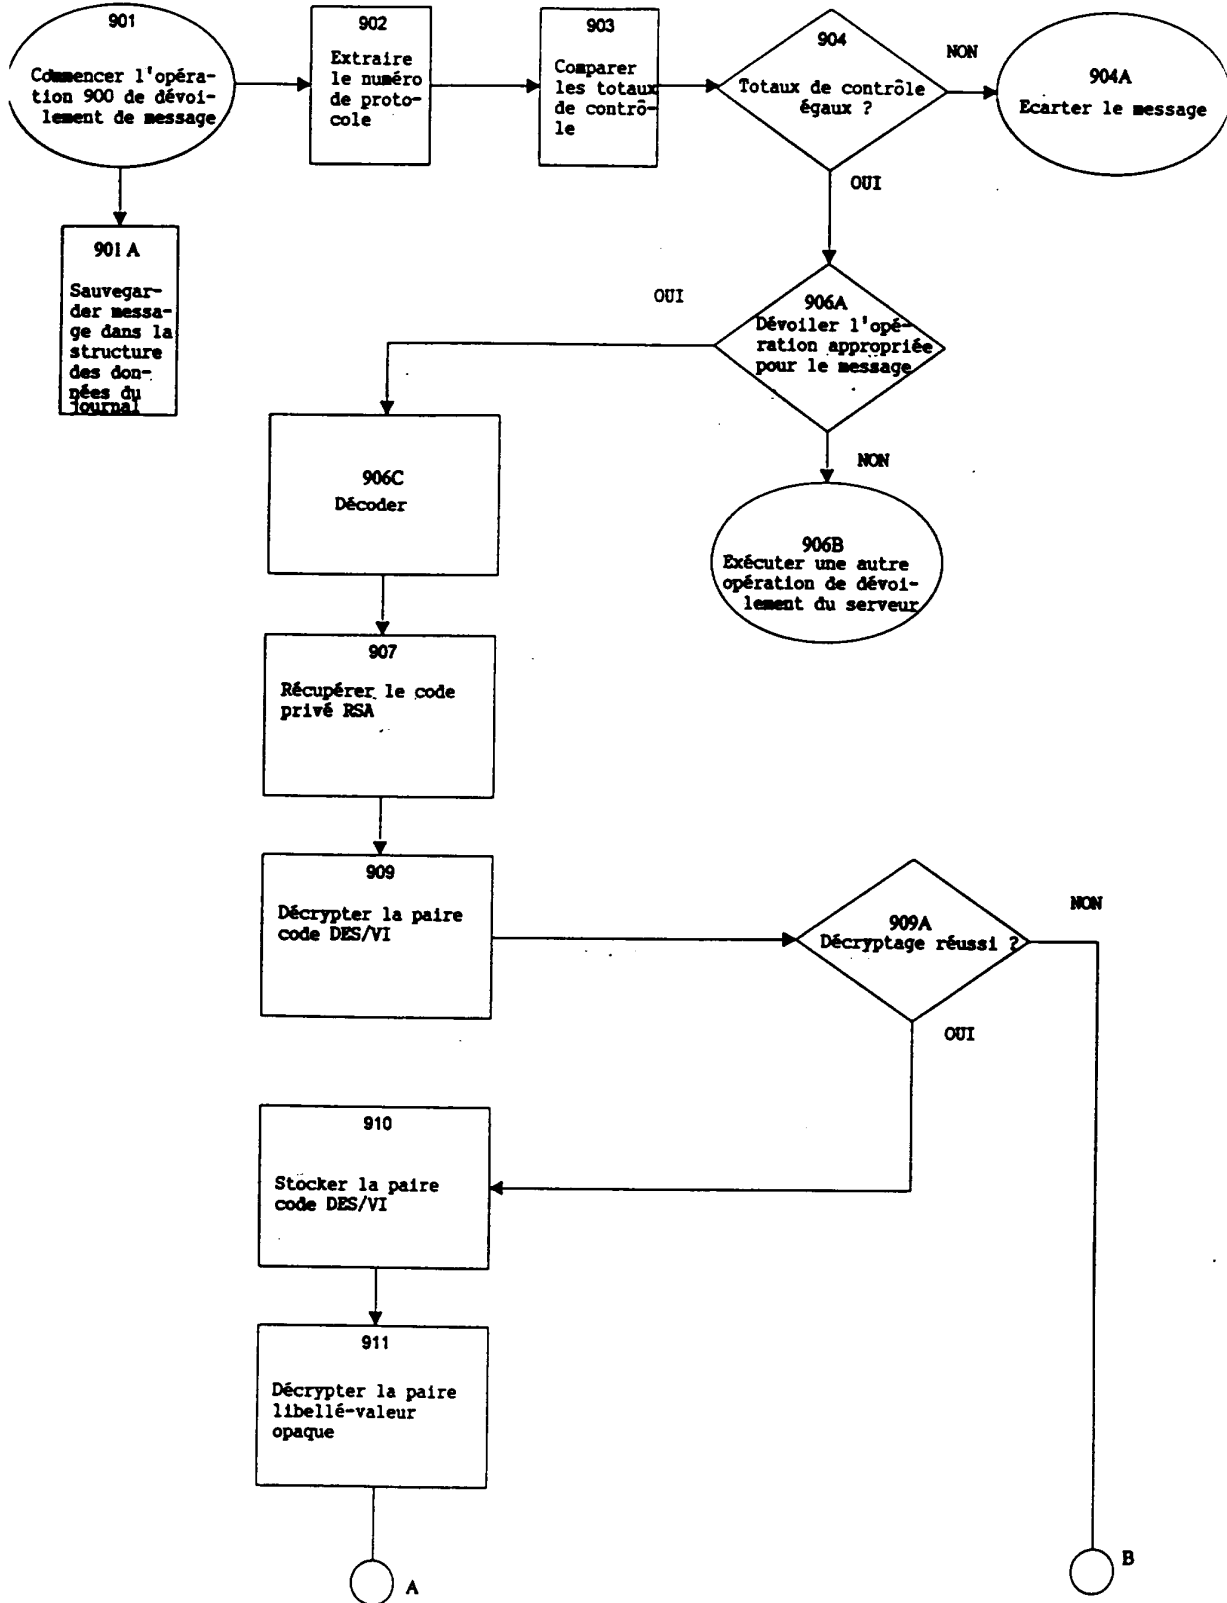 901
Commencer l'opéra-
tion 900 de dévoi-
lement de message
902
Extraire
le numéro
de proto-
cole
903
Comparer
les totaux
de contrô-
le
904
Totaux de contrôle
égaux ?
NON
904A
Ecarter le message
OUI
901 A
Sauvegar-
der messa-
ge dans la
structure
des don-
nées du
journal
906A
Dévoiler l'opé-
ration appropriée
pour le message
OUI
NON
906B
Exécuter une autre
opération de dévoi-
lement du serveur
906C
Décoder
907
Récupérer le code
privé RSA
909
Décrypter la paire
code DES/VI
909A
Décryptage réussi ?
NON
OUI
910
Stocker la paire
code DES/VI
911
Décrypter la paire
libellé-valeur
opaque
A
B